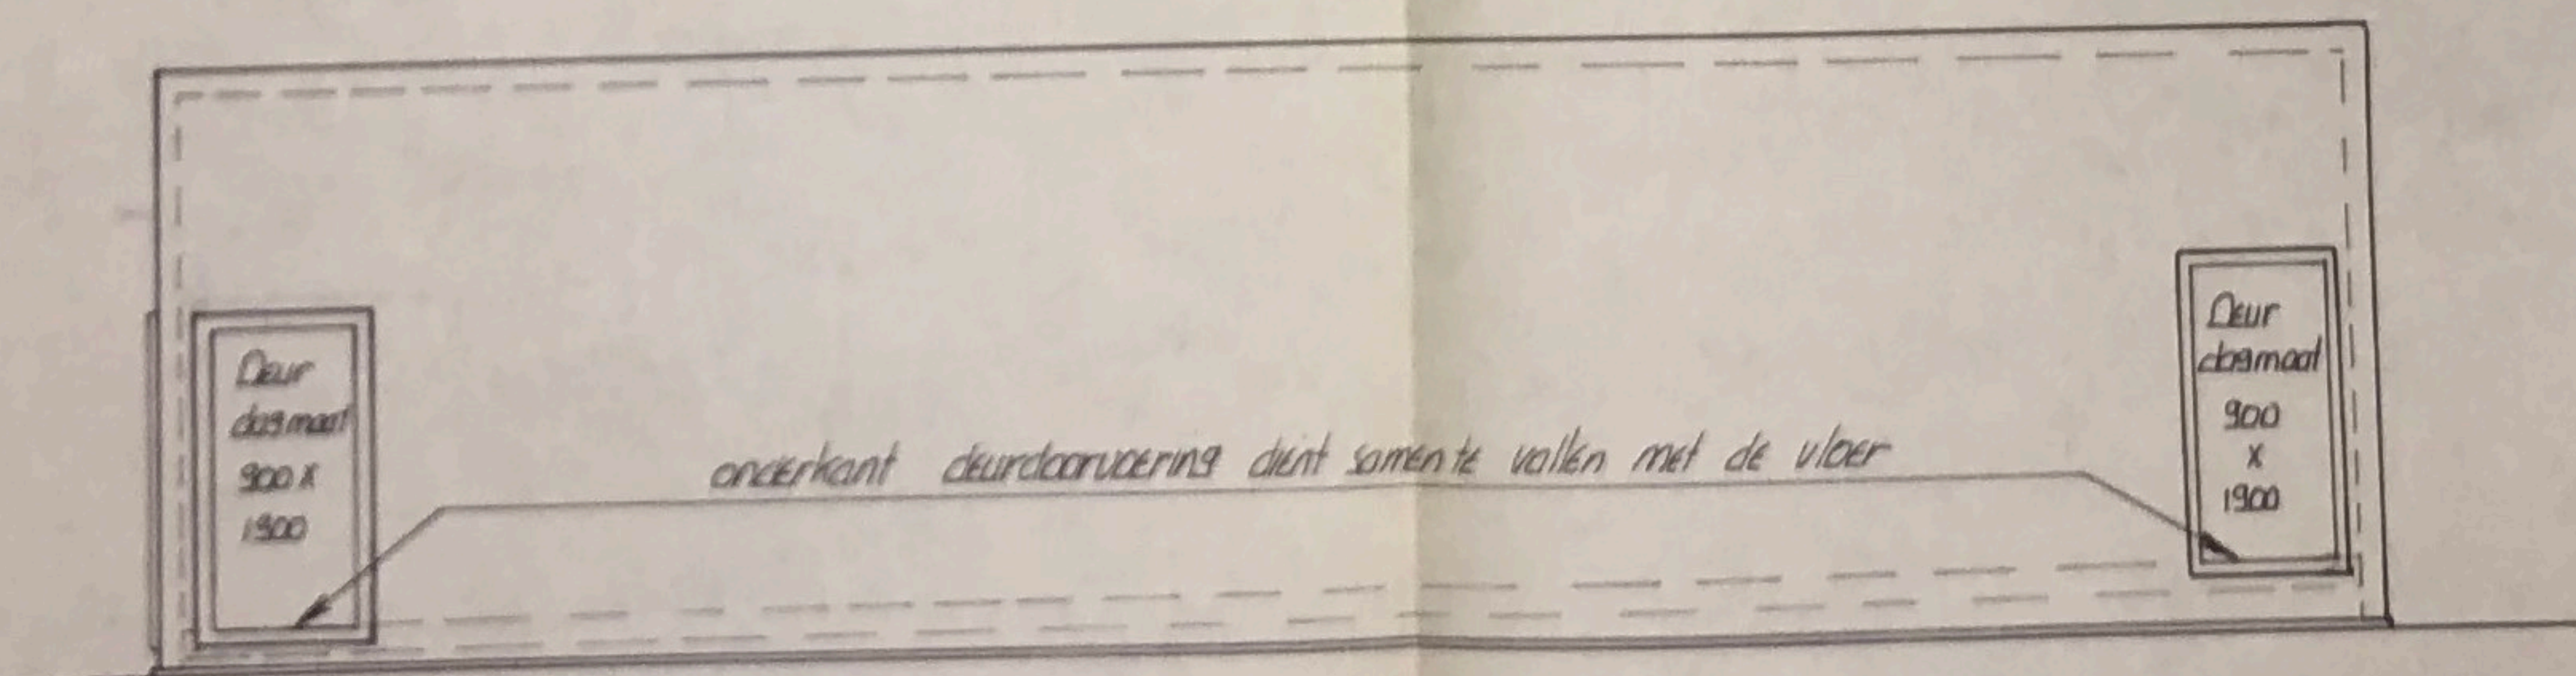 Deur
dagmaat
900 x
1900
onderkant deurdoorvoering dient samen te vallen met de vloer
Deur
dagmaat
900
x
1900